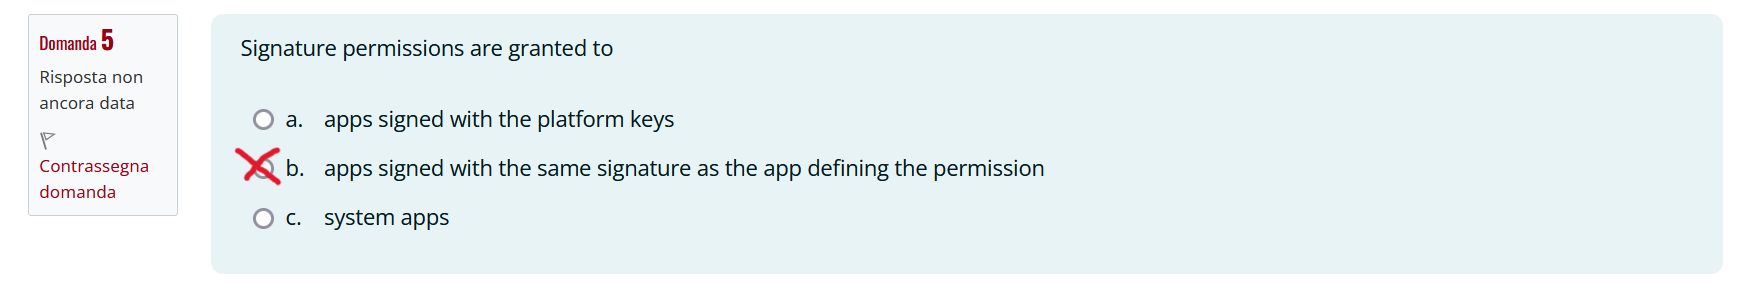 Domanda 5
Risposta non
ancora data
Contrassegna
domanda
Signature permissions are granted to
a. apps signed with the platform keys
b. apps signed with the same signature as the app defining the permission
c. system apps